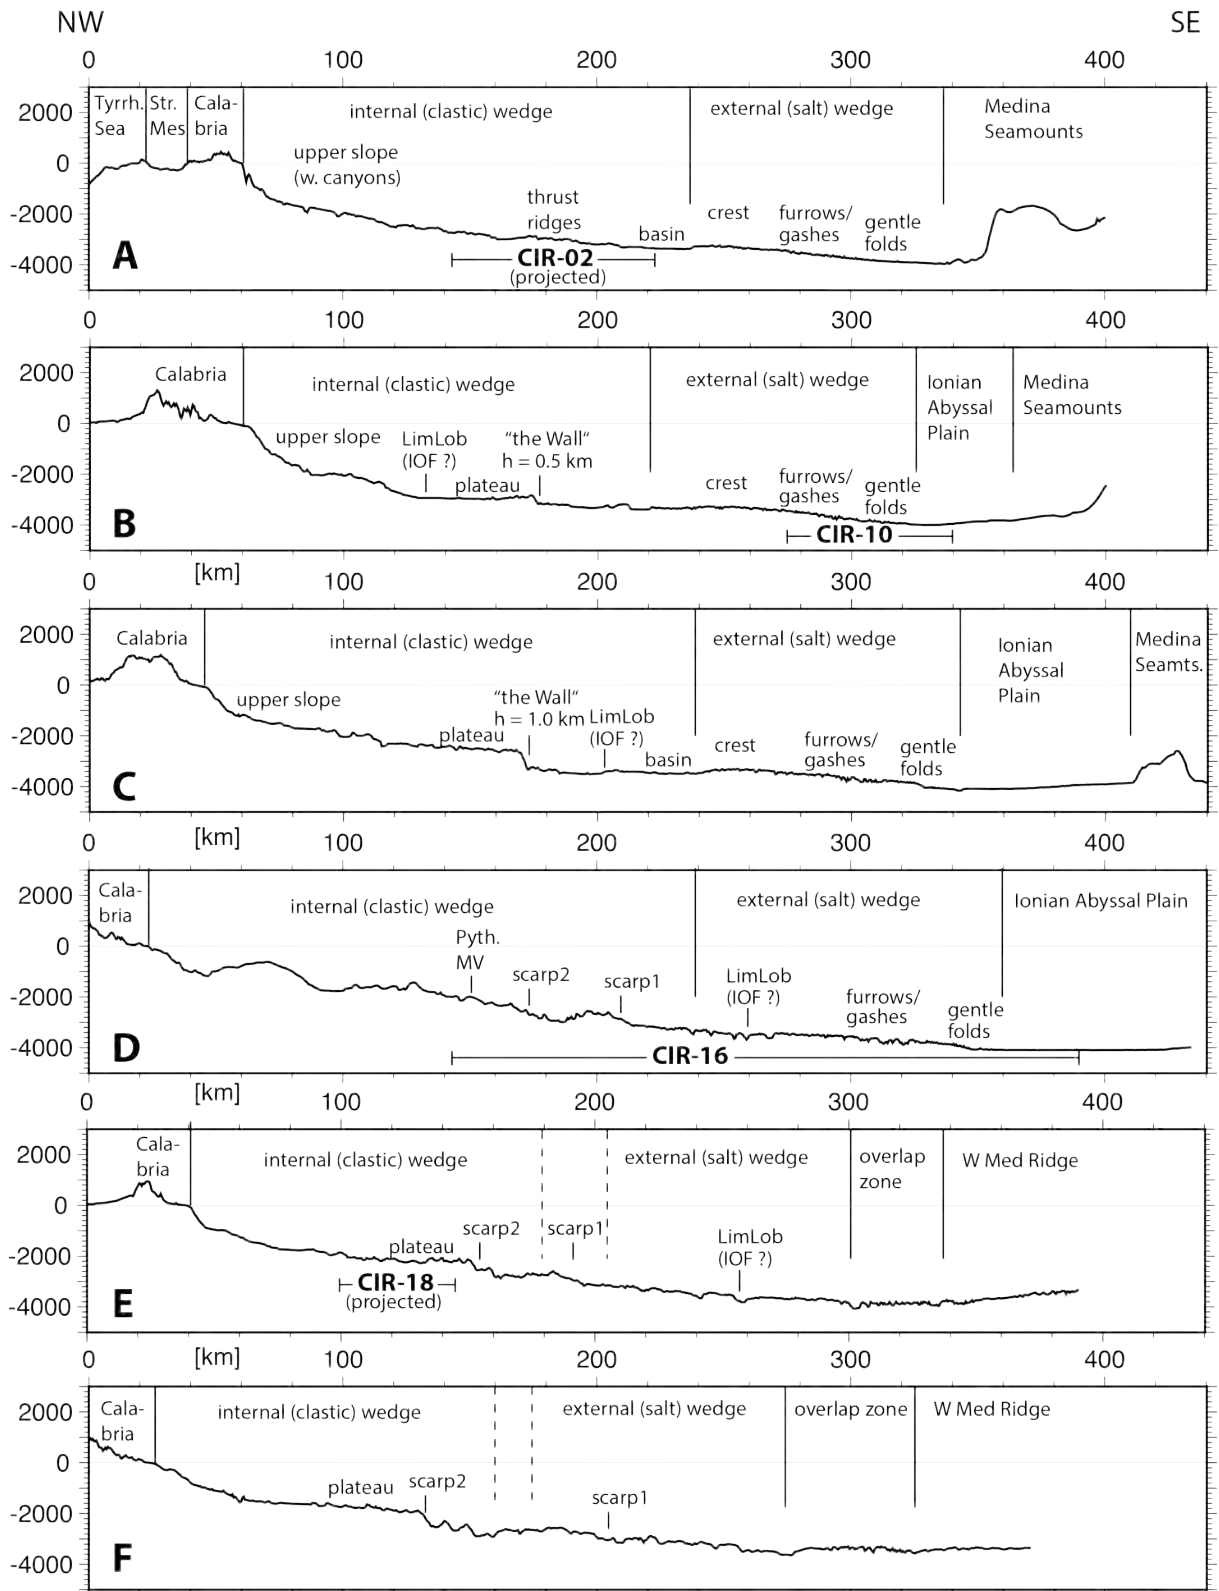 NW
SE
0 100 200 300 400
Tyrrh. Str. Cala-
Sea Mes bria
internal (clastic) wedge
external (salt) wedge
Medina
Seamounts
2000
0
-2000
-4000
upper slope
(w. canyons)
thrust
ridges
basin
crest
furrows/
gashes
gentle
folds
CIR-02
(projected)
A
0 100 200 300 400
2000
0
-2000
-4000
Calabria
internal (clastic) wedge
external (salt) wedge
Ionian
Abyssal
Plain
Medina
Seamounts
upper slope
LimLob
(IOF ?)
"the Wall"
h = 0.5 km
plateau
crest
furrows/
gashes
gentle
folds
CIR-10
B
0 [km] 100 200 300 400
2000
0
-2000
-4000
Calabria
internal (clastic) wedge
external (salt) wedge
Ionian
Abyssal
Plain
Medina
Seamts.
upper slope
plateau
"the Wall"
h = 1.0 km
LimLob
(IOF ?)
basin
crest
furrows/
gashes
gentle
folds
C
0 [km] 100 200 300 400
2000
0
-2000
-4000
Cala-
bria
internal (clastic) wedge
external (salt) wedge
Ionian Abyssal Plain
Pyth.
MV
scarp2
scarp1
LimLob
(IOF ?)
furrows/
gashes
gentle
folds
CIR-16
D
0 [km] 100 200 300 400
2000
0
-2000
-4000
Cala-
bria
internal (clastic) wedge
external (salt) wedge
overlap
zone
W Med Ridge
plateau
scarp2
scarp1
LimLob
(IOF ?)
CIR-18
(projected)
E
0 [km] 100 200 300 400
2000
0
-2000
-4000
Cala-
bria
internal (clastic) wedge
external (salt) wedge
overlap zone
W Med Ridge
plateau
scarp2
scarp1
F